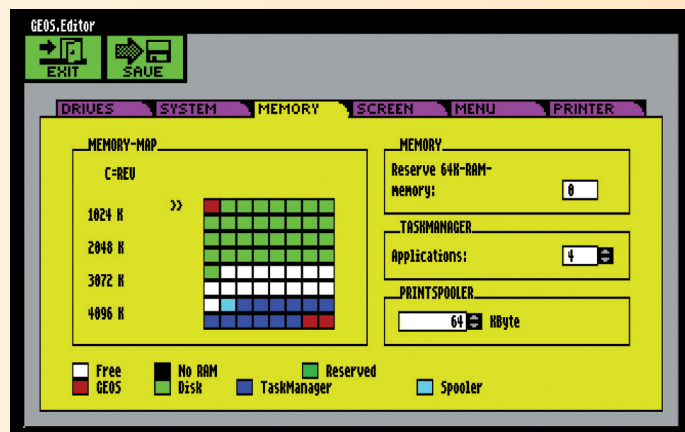 GEOS.Editor
EXIT
SAVE
DRIVES SYSTEM MEMORY SCREEN MENU PRINTER
MEMORY-MAP
C=REU
>>
1024 K
2048 K
3072 K
4096 K
MEMORY
Reserve 64K-RAM-
memory: 0
TASKMANAGER
Applications: 4
PRINTSPOOLER
64 KByte
Free No RAM Reserved
GEOS Disk TaskManager Spooler